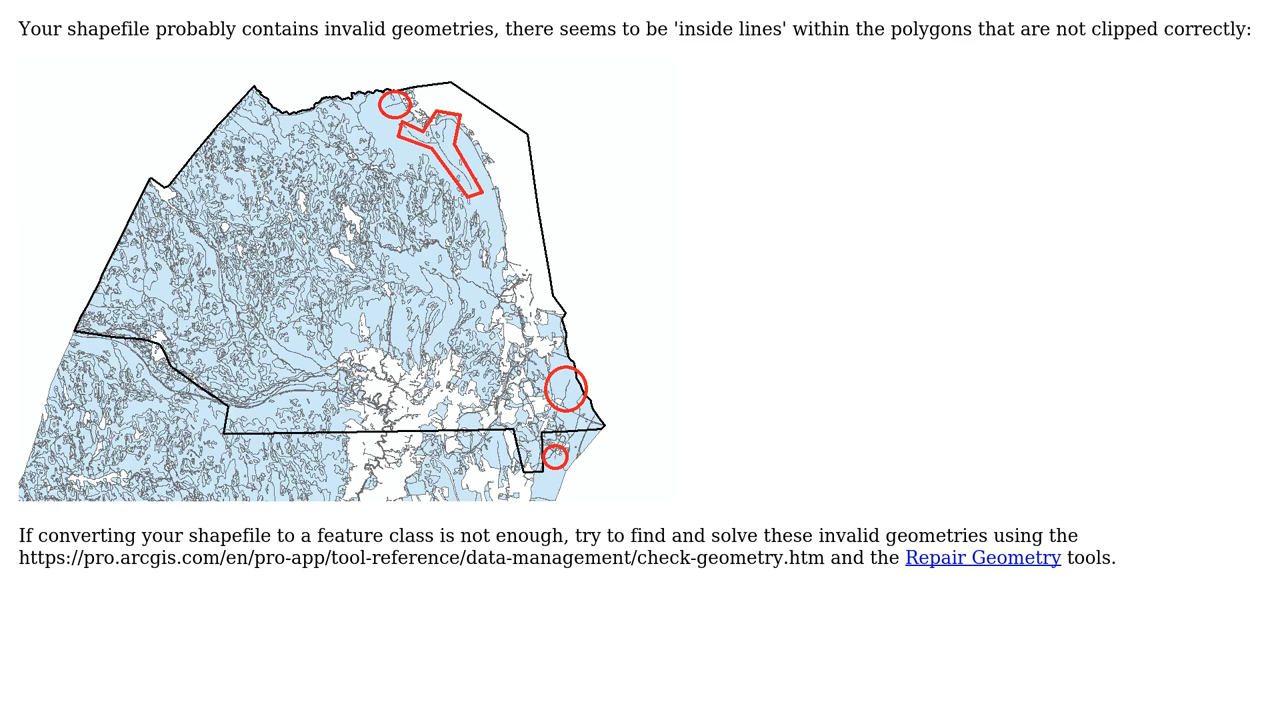 Your shapefile probably contains invalid geometries, there seems to be 'inside lines' within the polygons that are not clipped correctly:
If converting your shapefile to a feature class is not enough, try to find and solve these invalid geometries using the
https://pro.arcgis.com/en/pro-app/tool-reference/data-management/check-geometry.htm and the Repair Geometry tools.